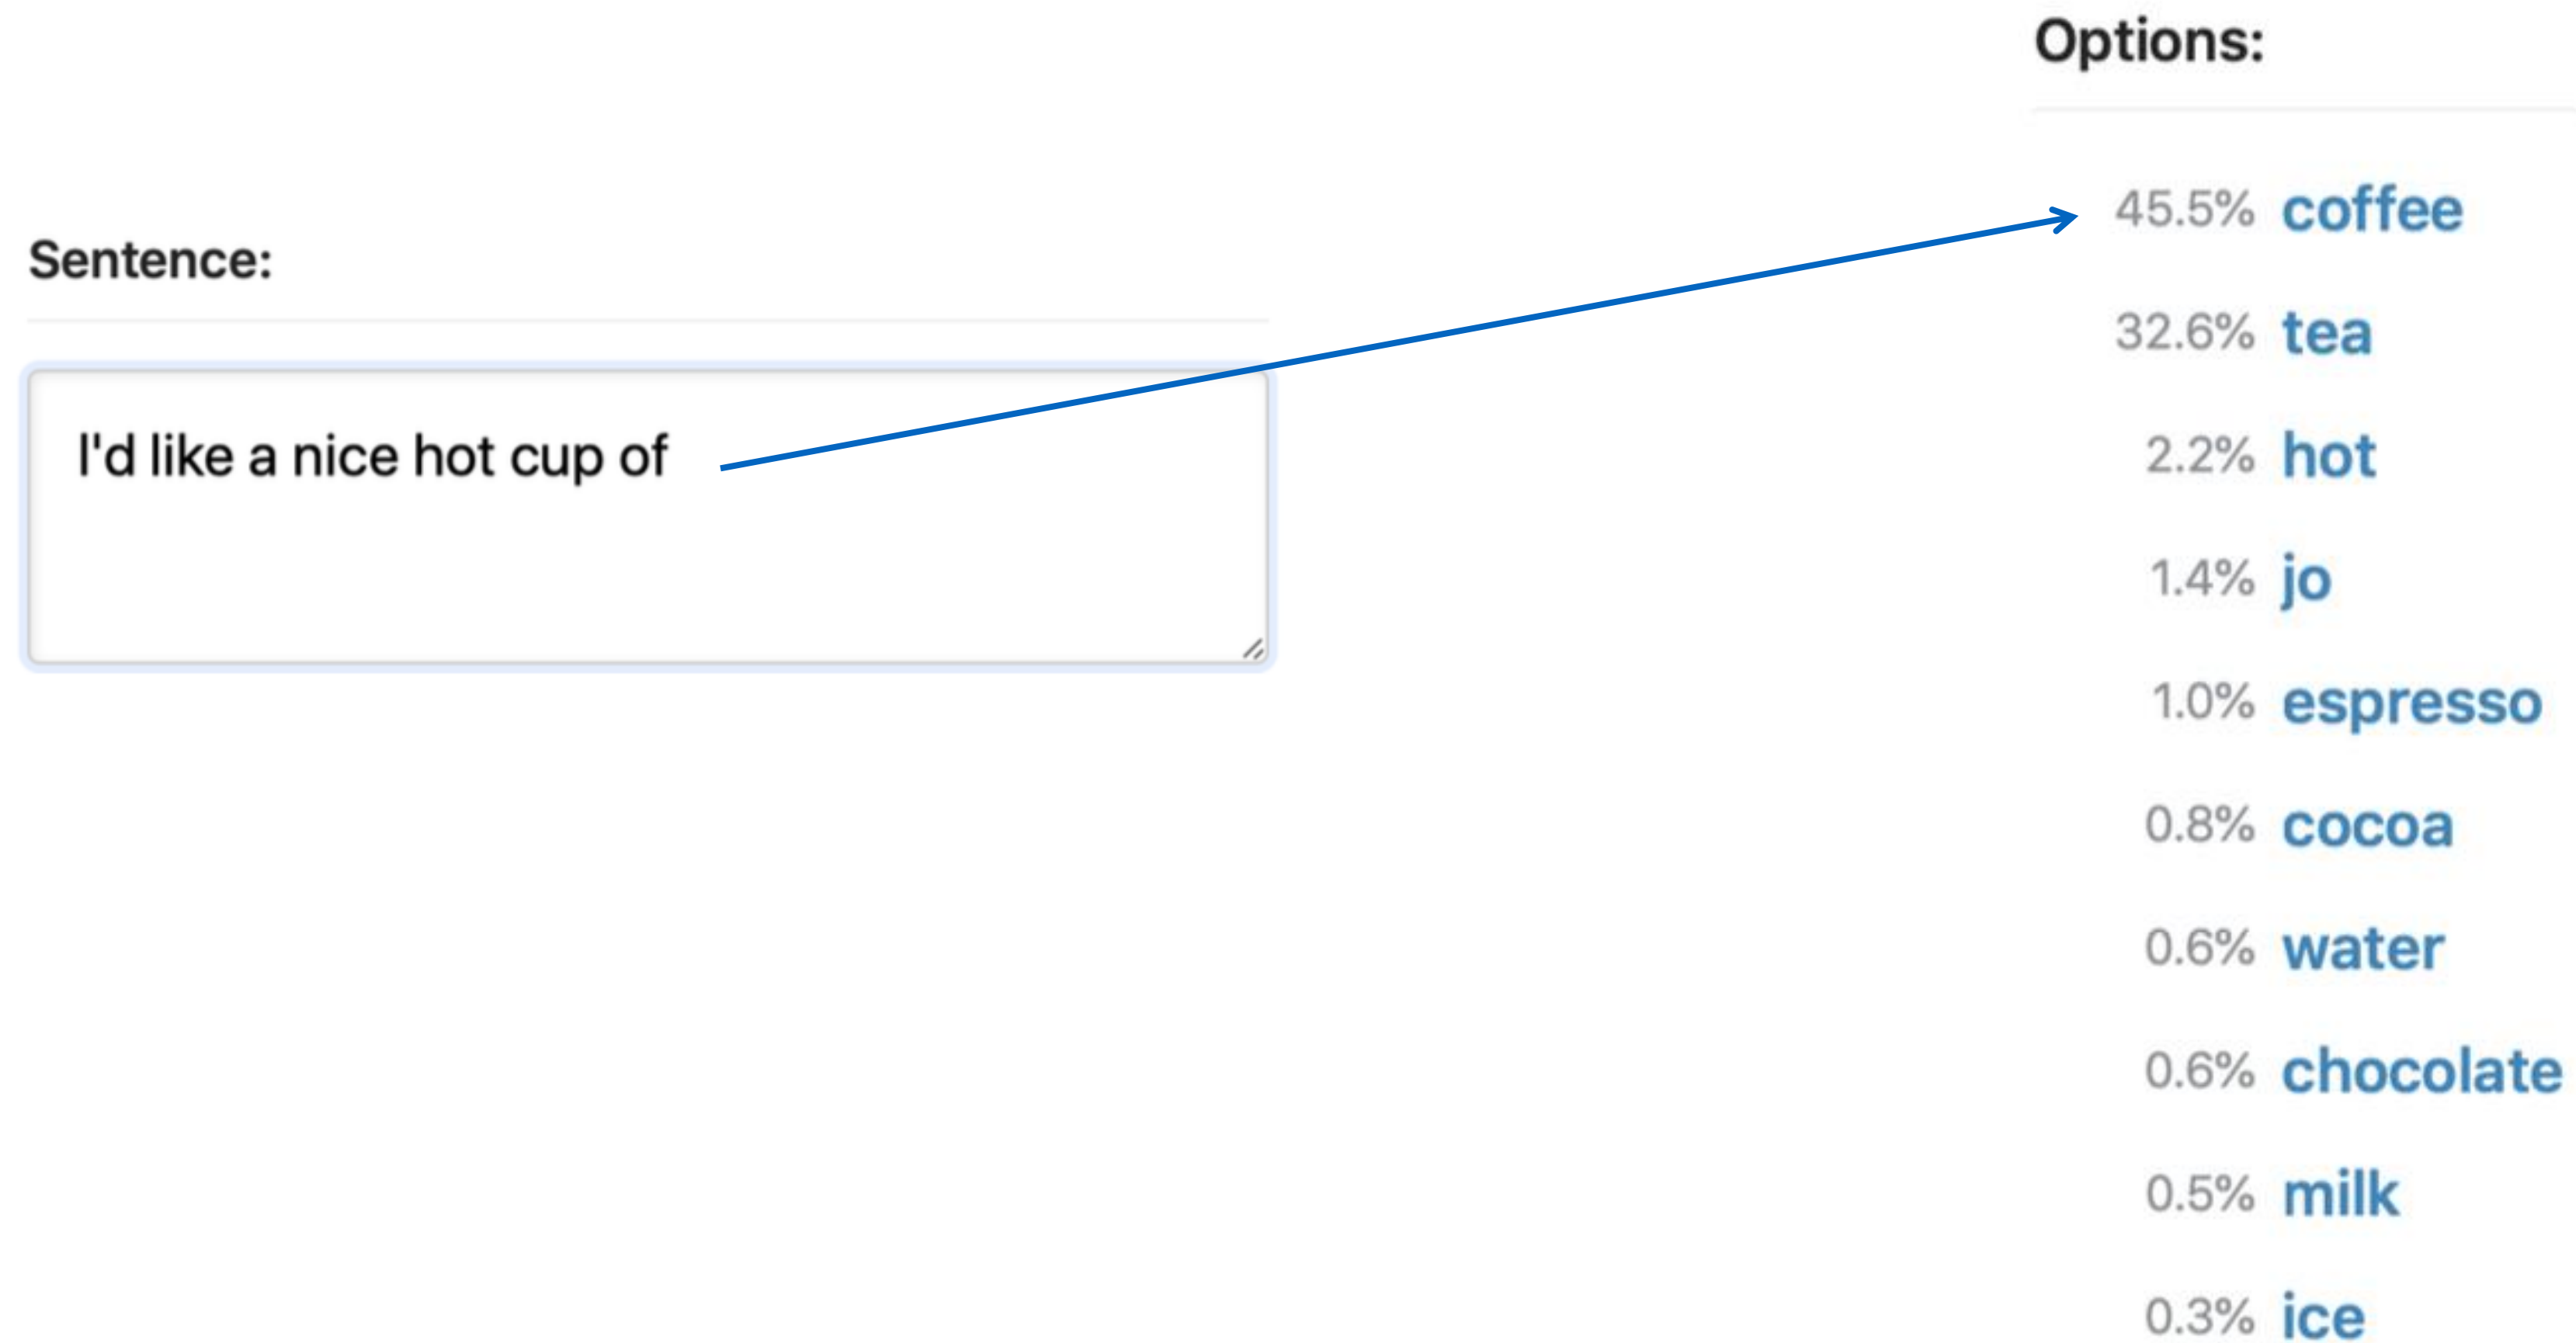 Sentence:
I'd like a nice hot cup of
Options:
45.5% coffee
32.6% tea
2.2% hot
1.4% jo
1.0% espresso
0.8% cocoa
0.6% water
0.6% chocolate
0.5% milk
0.3% ice